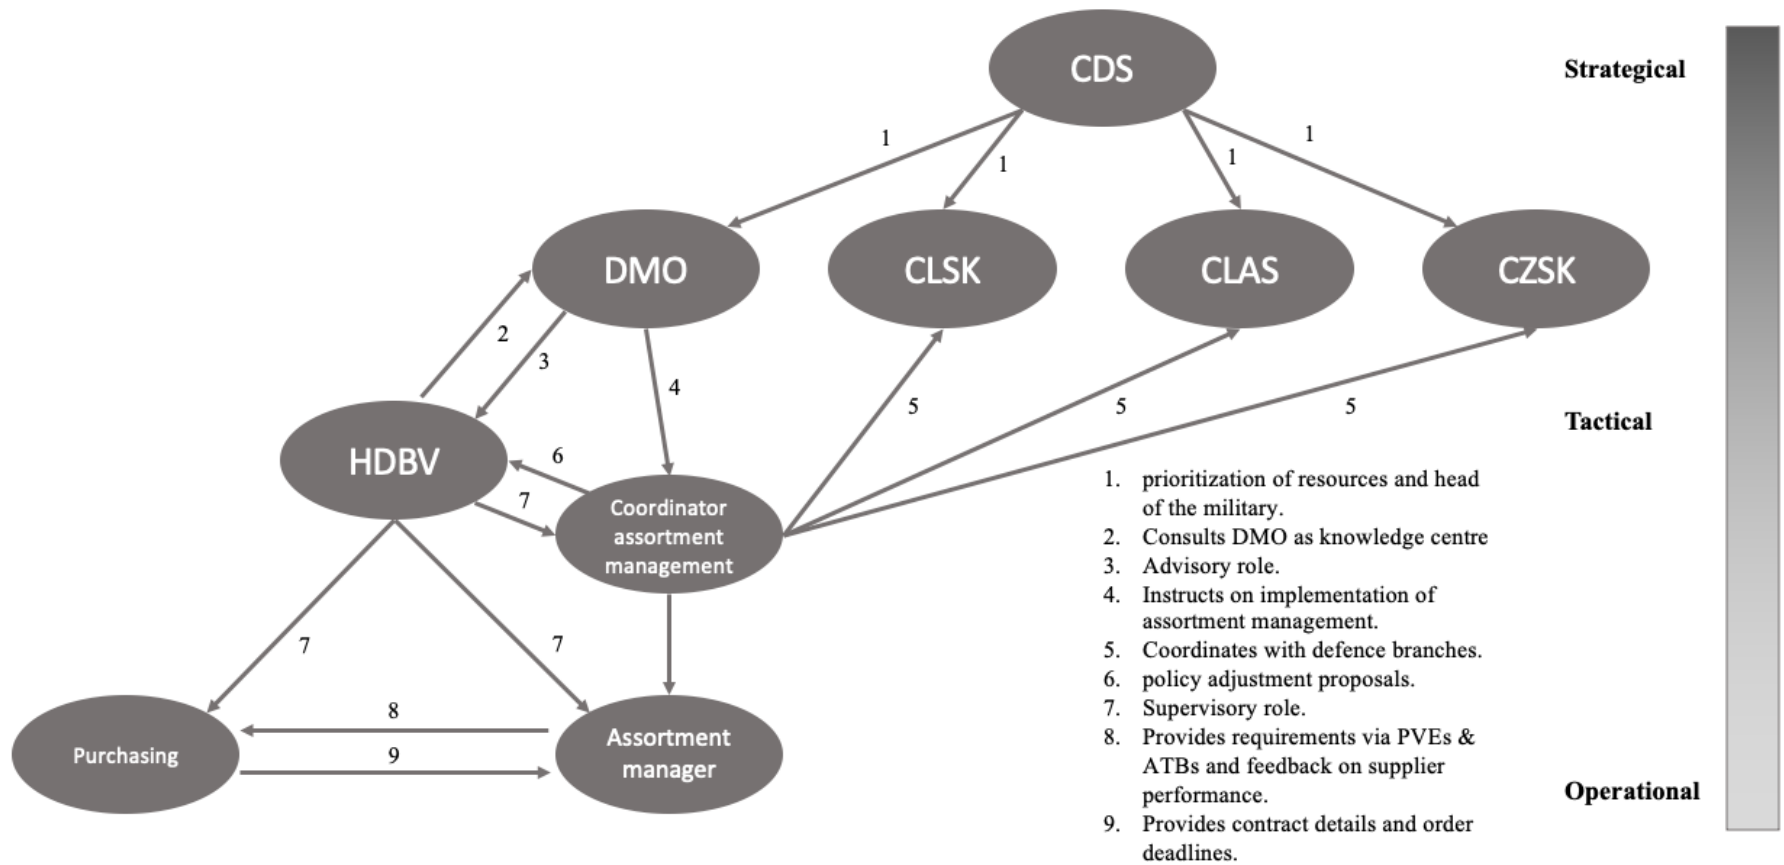 CDS
Strategical
1
1
1
1
DMO
CLSK
CLAS
CZSK
2
3
4
5
5
5
Tactical
HDBV
6
7
Coordinator
assortment
management
1. prioritization of resources and head
of the military.
2. Consults DMO as knowledge centre
3. Advisory role.
4. Instructs on implementation of
assortment management.
5. Coordinates with defence branches.
6. policy adjustment proposals.
7. Supervisory role.
8. Provides requirements via PVEs &
ATBs and feedback on supplier
performance.
9. Provides contract details and order
deadlines.
7
7
8
9
Purchasing
Assortment
manager
Operational